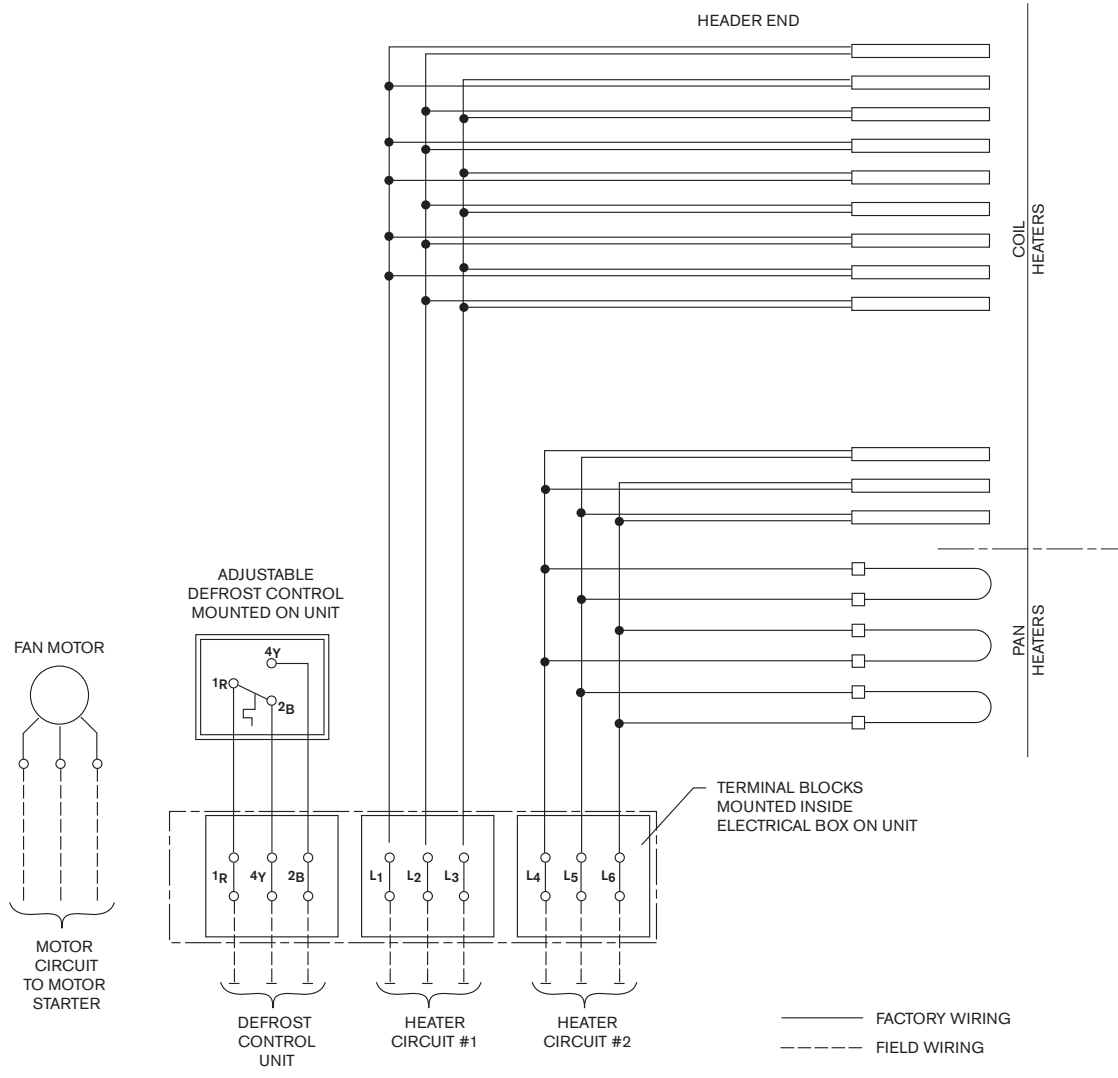 HEADER END
COIL
HEATERS
PAN
HEATERS
ADJUSTABLE
DEFROST CONTROL
MOUNTED ON UNIT
4Y
1R
2B
FAN MOTOR
TERMINAL BLOCKS
MOUNTED INSIDE
ELECTRICAL BOX ON UNIT
1R 4Y 2B
L1 L2 L3
L4 L5 L6
MOTOR
CIRCUIT
TO MOTOR
STARTER
DEFROST
CONTROL
UNIT
HEATER
CIRCUIT #1
HEATER
CIRCUIT #2
FACTORY WIRING
FIELD WIRING